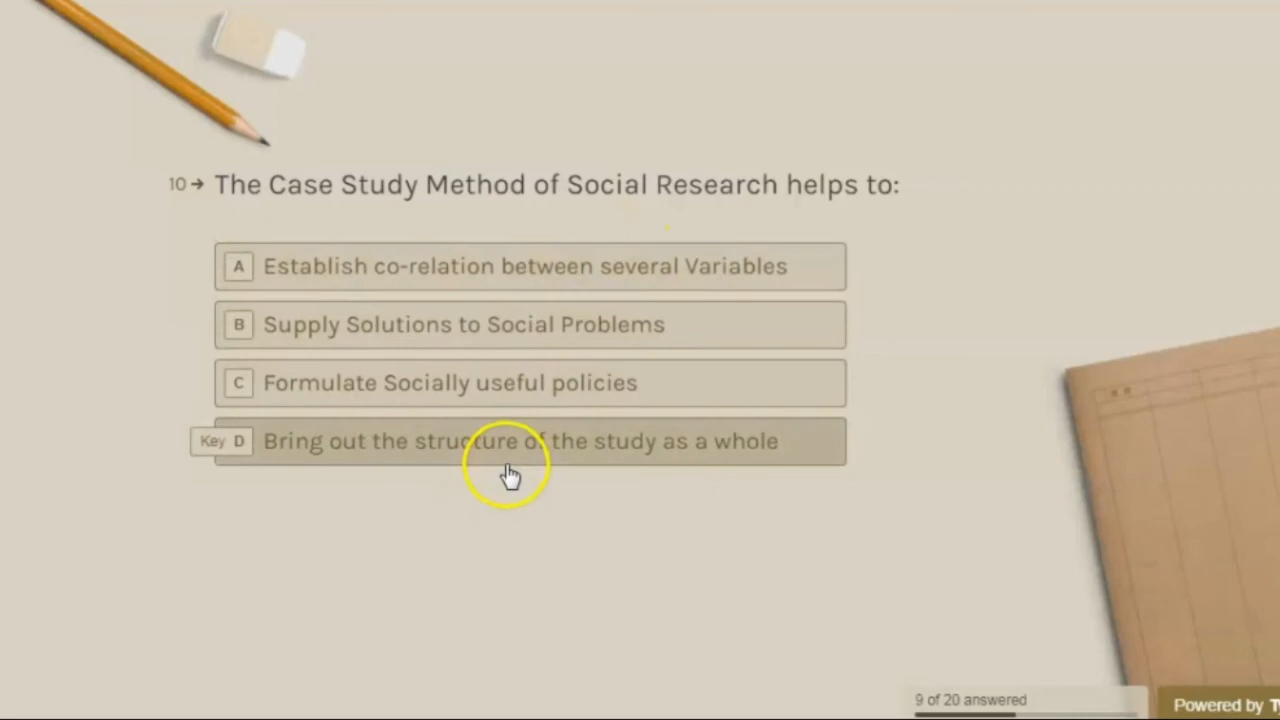 10 → The Case Study Method of Social Research helps to:
A Establish co-relation between several Variables
B Supply Solutions to Social Problems
C Formulate Socially useful policies
Key D Bring out the structure of the study as a whole
9 of 20 answered
Powered by T